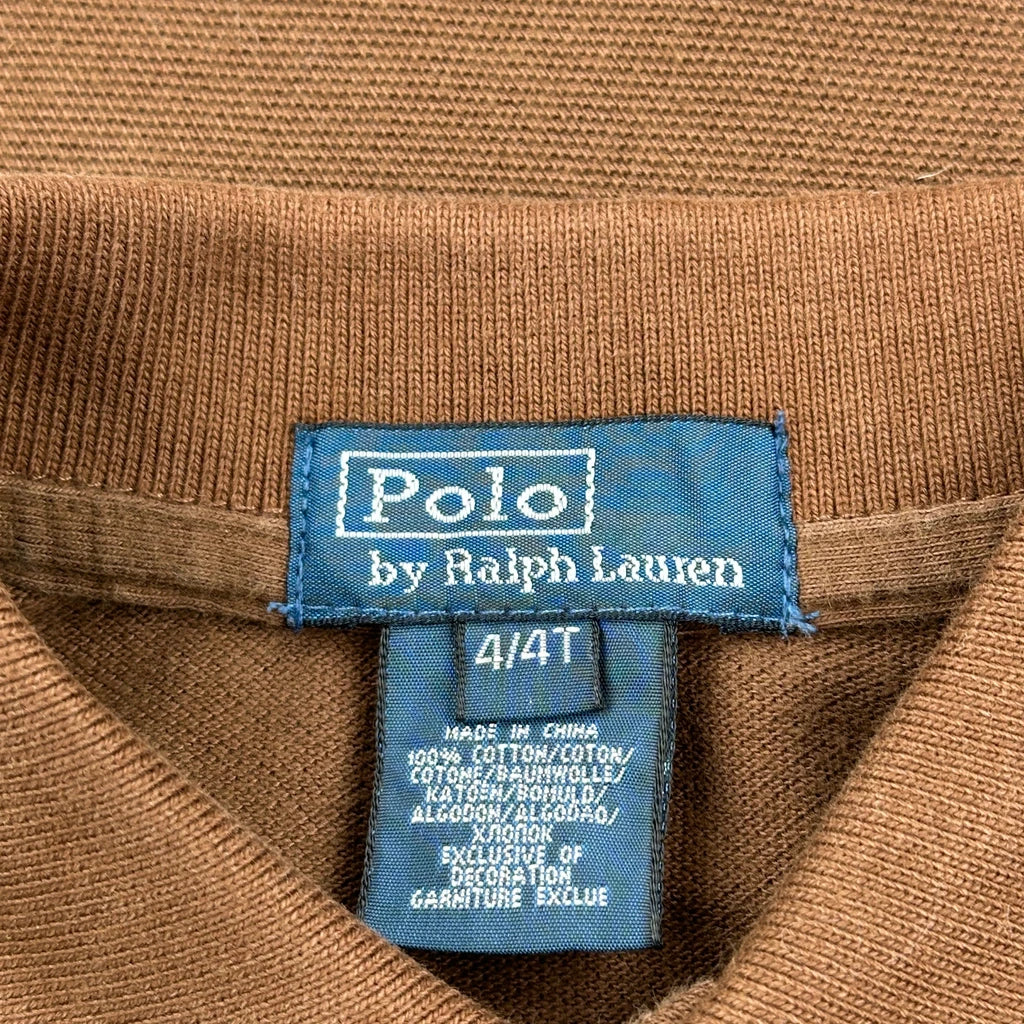 Polo
by Ralph Lauren
4/4T
MADE IN CHINA
100% COTTON/COTON/
COTONE/BAUMWOLLE/
KATOEN/BOMULD/
ALGODON/ALGODAO/
ХЛОПОК
EXCLUSIVE OF
DECORATION
GARNITURE EXCLUE